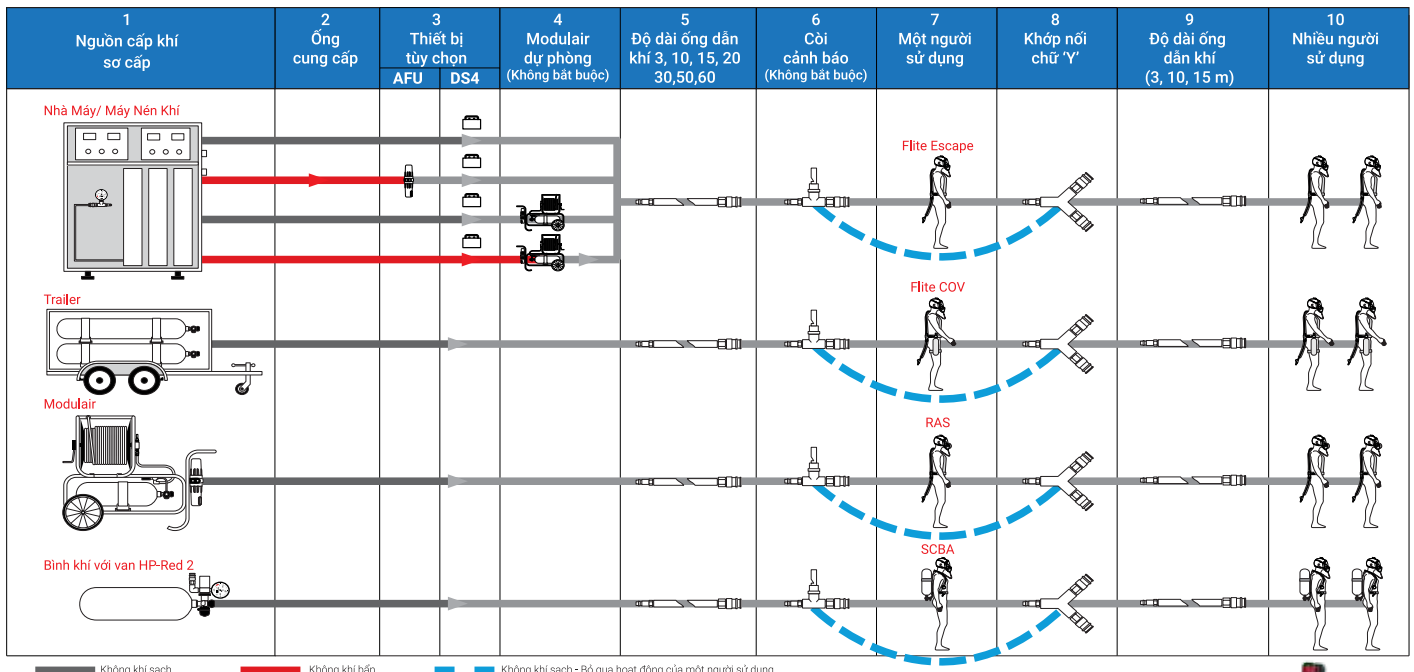 1
Nguồn cấp khí
sơ cấp
2
Ống
cung cấp
3
Thiết bị
tùy chọn
AFU
DS4
4
Modulair
dự phòng
(Không bắt buộc)
5
Độ dài ống dẫn
khí 3, 10, 15, 20
30,50,60
6
Còi
cảnh báo
(Không bắt buộc)
7
Một người
sử dụng
8
Khớp nối
chữ ‘Y’
9
Độ dài ống
dẫn khí
(3, 10, 15 m)
10
Nhiều người
sử dụng
Nhà Máy/ Máy Nén Khí
Flite Escape
Trailer
Flite COV
Modulair
RAS
Bình khí với van HP-Red 2
SCBA
Không khí sạch
Không khí bẩn
Không khí sạch - Bỏ qua hoạt động của một người sử dụng